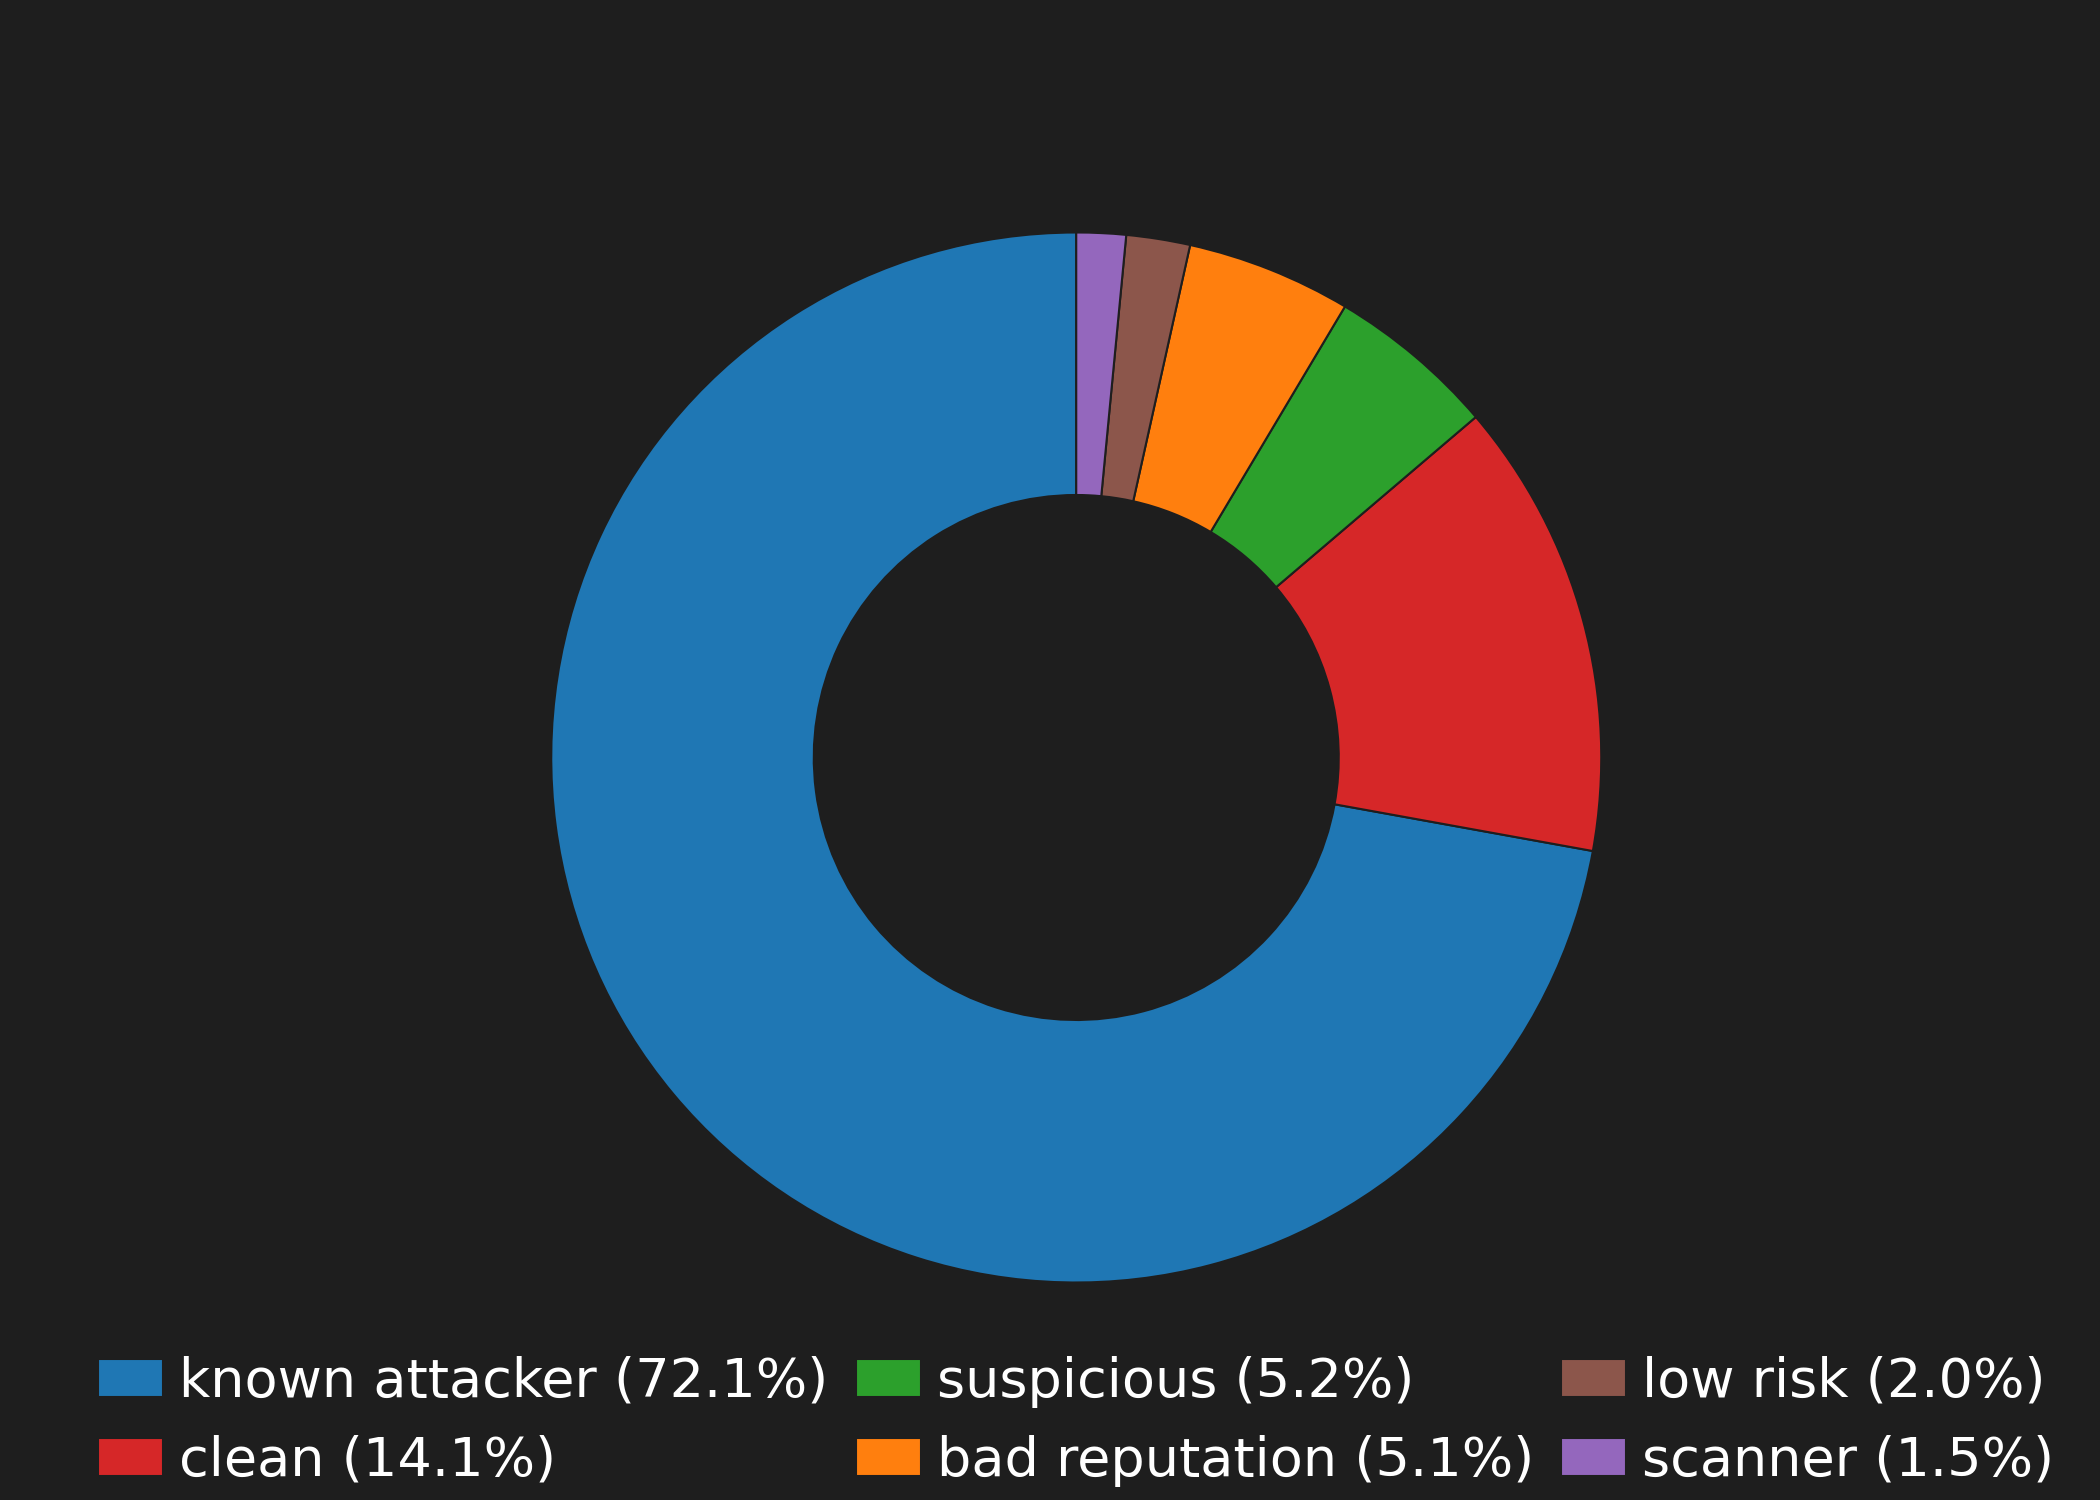 known attacker (72.1%) suspicious (5.2%) low risk (2.0%)
clean (14.1%) bad reputation (5.1%) scanner (1.5%)